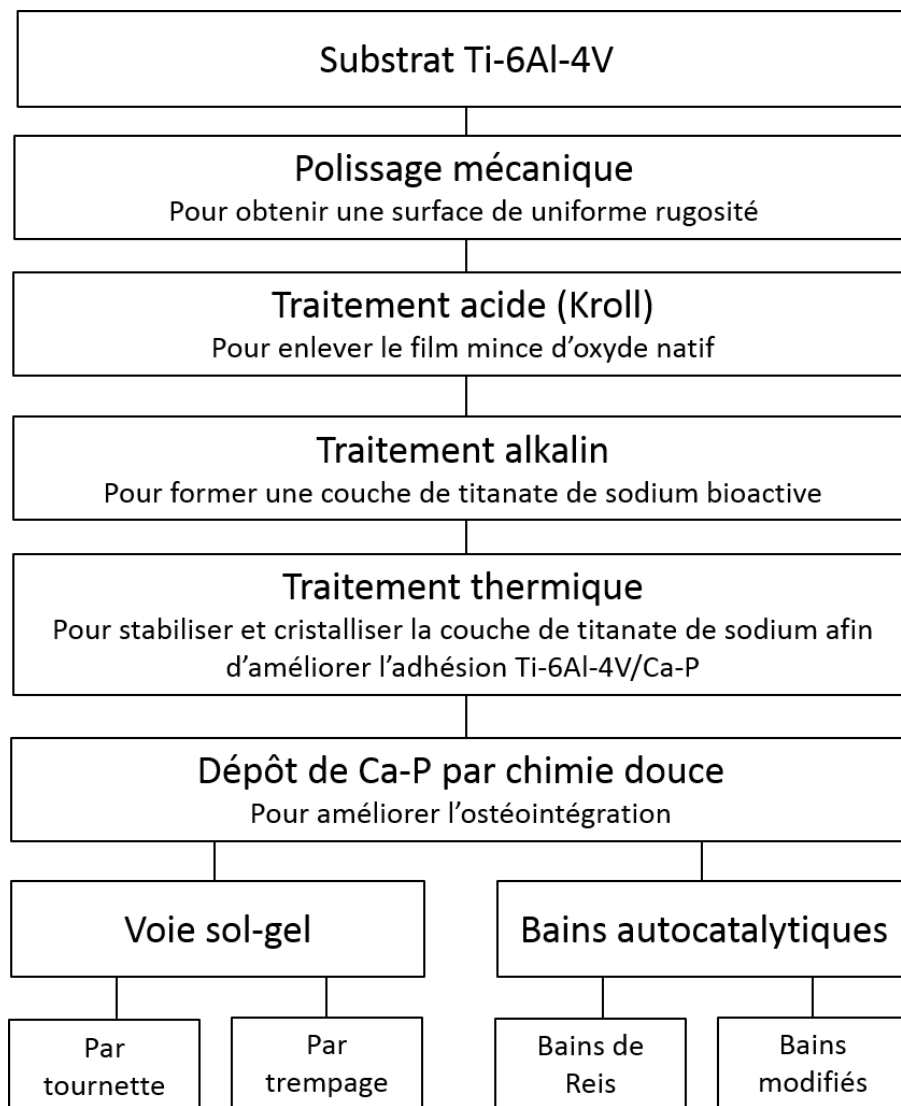 Substrat Ti-6Al-4V
Polissage mécanique
Pour obtenir une surface de uniforme rugosité
Traitement acide (Kroll)
Pour enlever le film mince d'oxyde natif
Traitement alkalin
Pour former une couche de titanate de sodium bioactive
Traitement thermique
Pour stabiliser et cristalliser la couche de titanate de sodium afin
d'améliorer l'adhésion Ti-6Al-4V/Ca-P
Dépôt de Ca-P par chimie douce
Pour améliorer l'ostéointégration
Voie sol-gel
Bains autocatalytiques
Par
tournette
Par
trempage
Bains de
Reis
Bains
modifiés